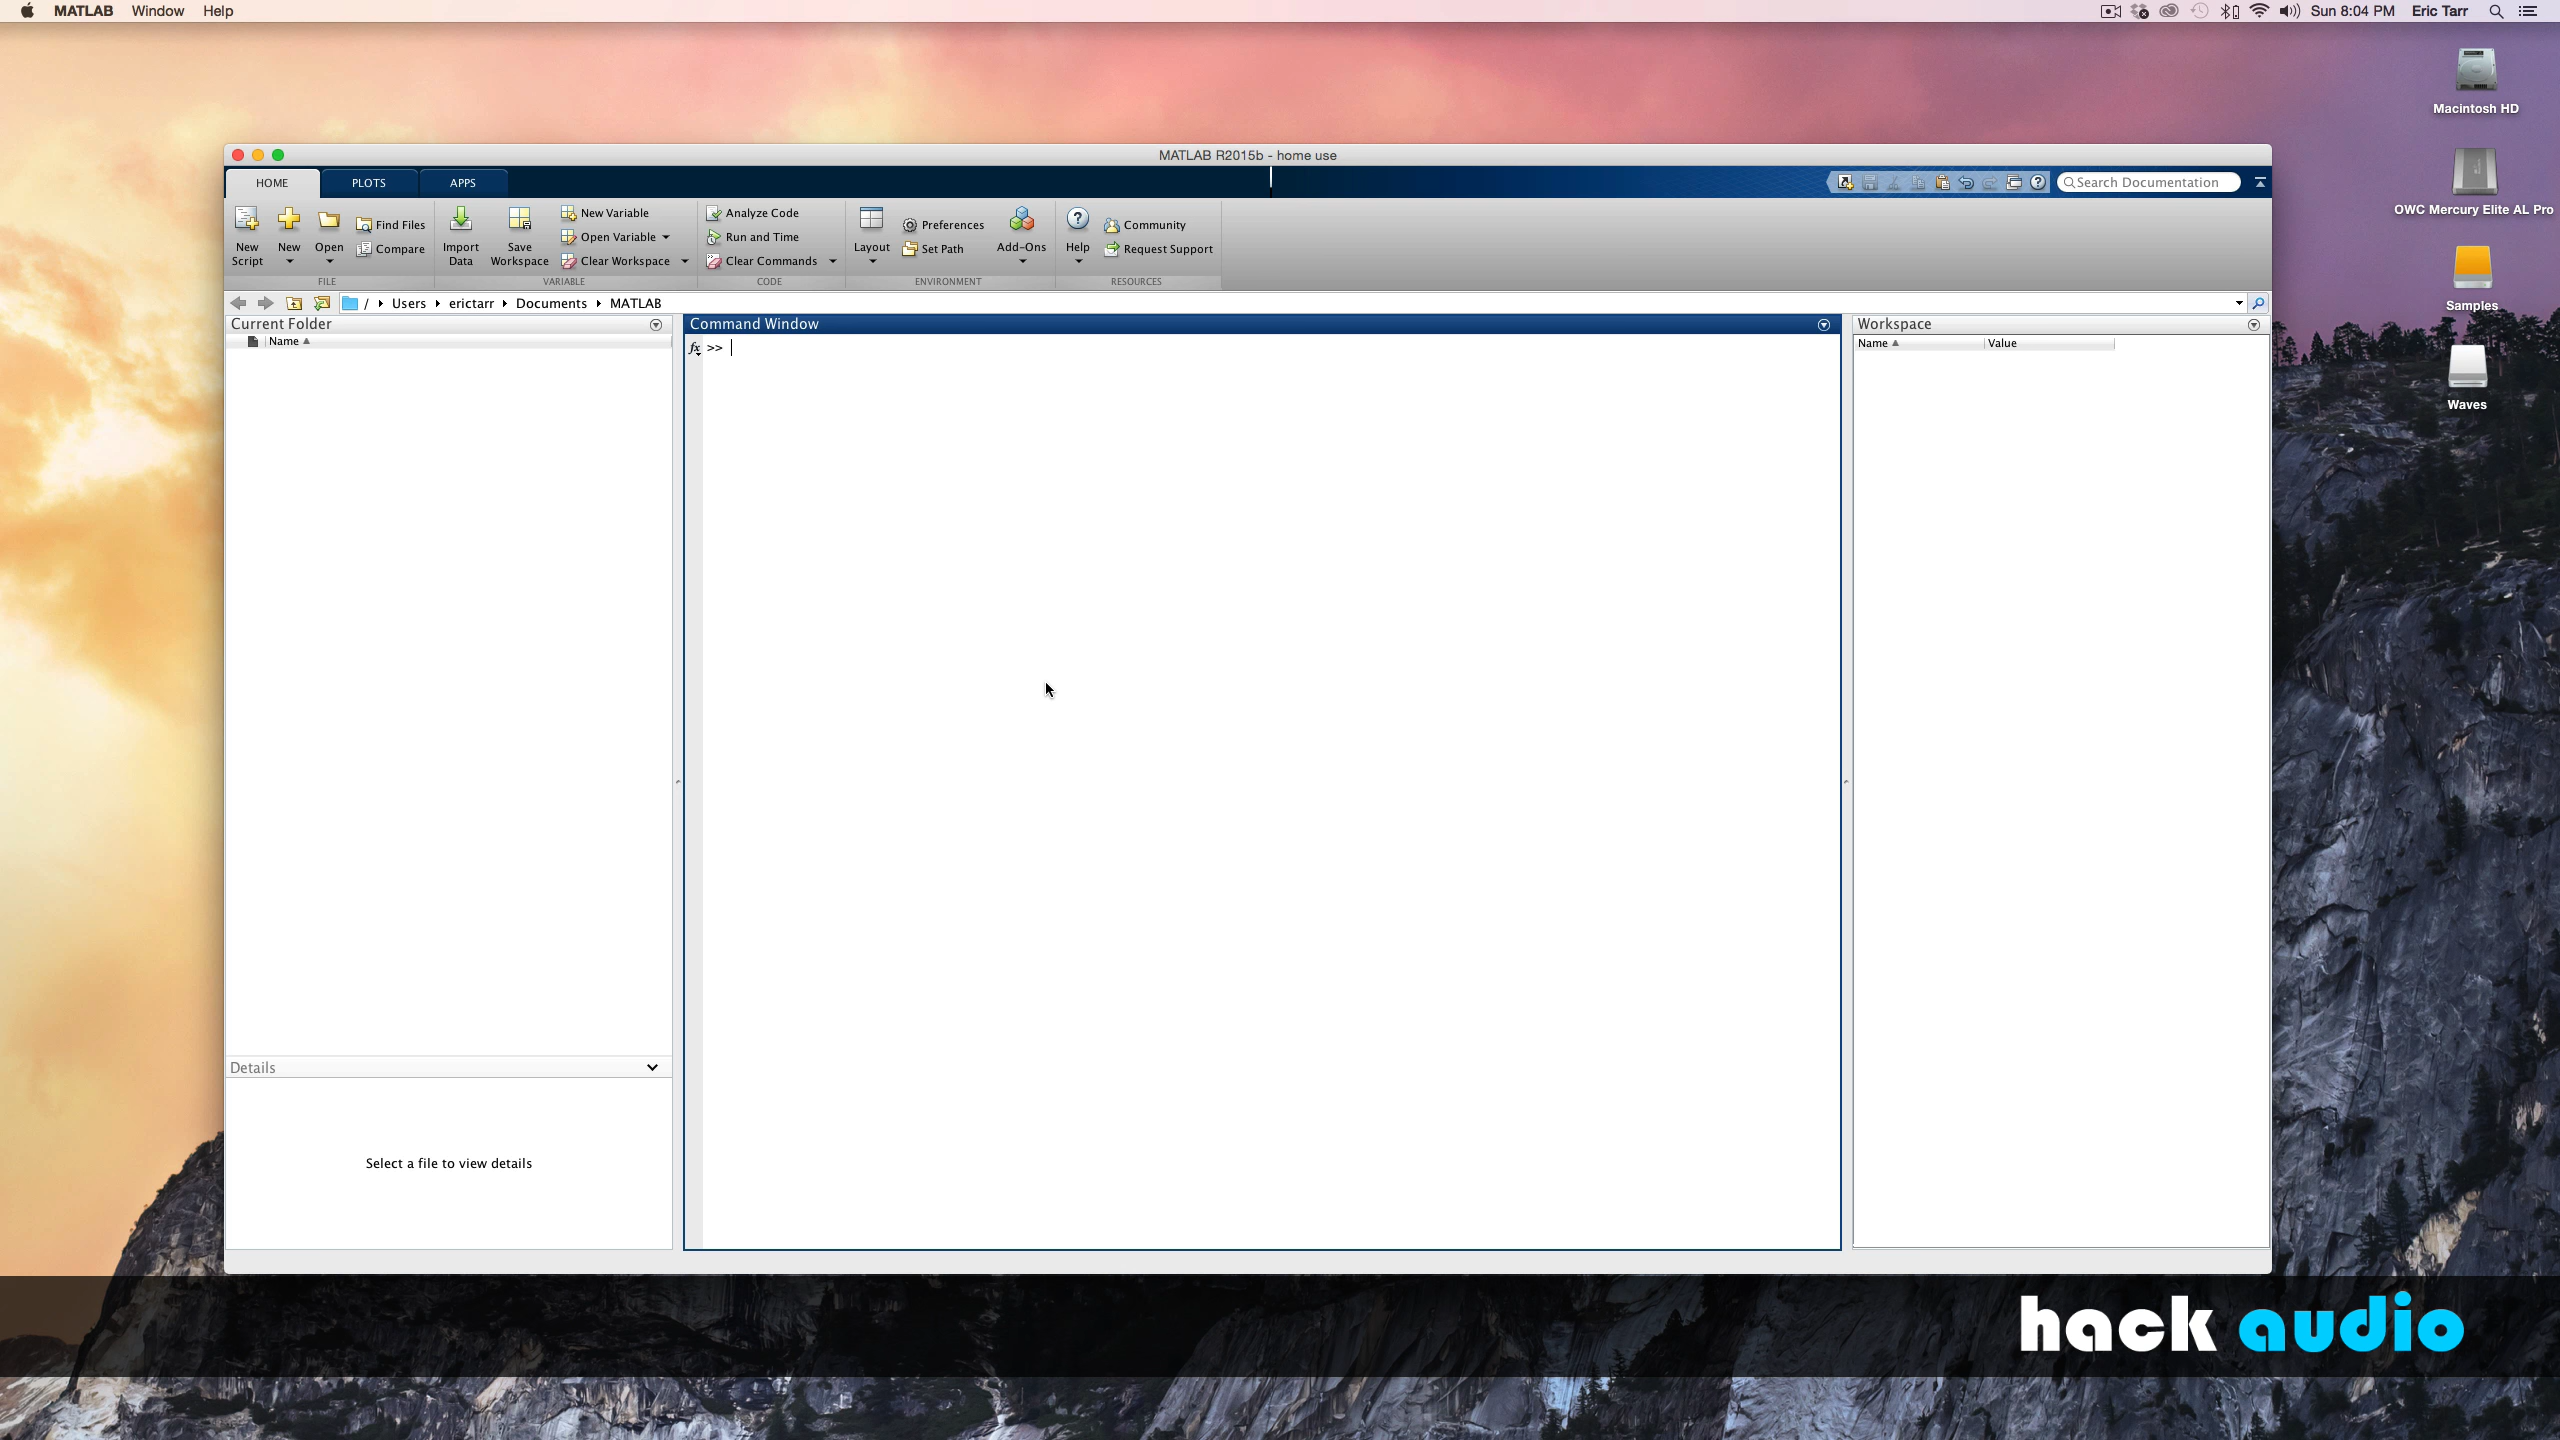 MATLAB Window Help
Sun 8:04 PM Eric Tarr
Macintosh HD
OWC Mercury Elite AL Pro
Samples
Waves
MATLAB R2015b - home use
HOME PLOTS APPS
Search Documentation
New Script
New
Open
Find Files
Compare
FILE
Import Data
Save Workspace
New Variable
Open Variable
Clear Workspace
VARIABLE
Analyze Code
Run and Time
Clear Commands
CODE
Layout
Preferences
Set Path
Add-Ons
ENVIRONMENT
Help
Community
Request Support
RESOURCES
/ Users erictarr Documents MATLAB
Current Folder
Name
Command Window
fx >>
Workspace
Name Value
Details
Select a file to view details
hack audio